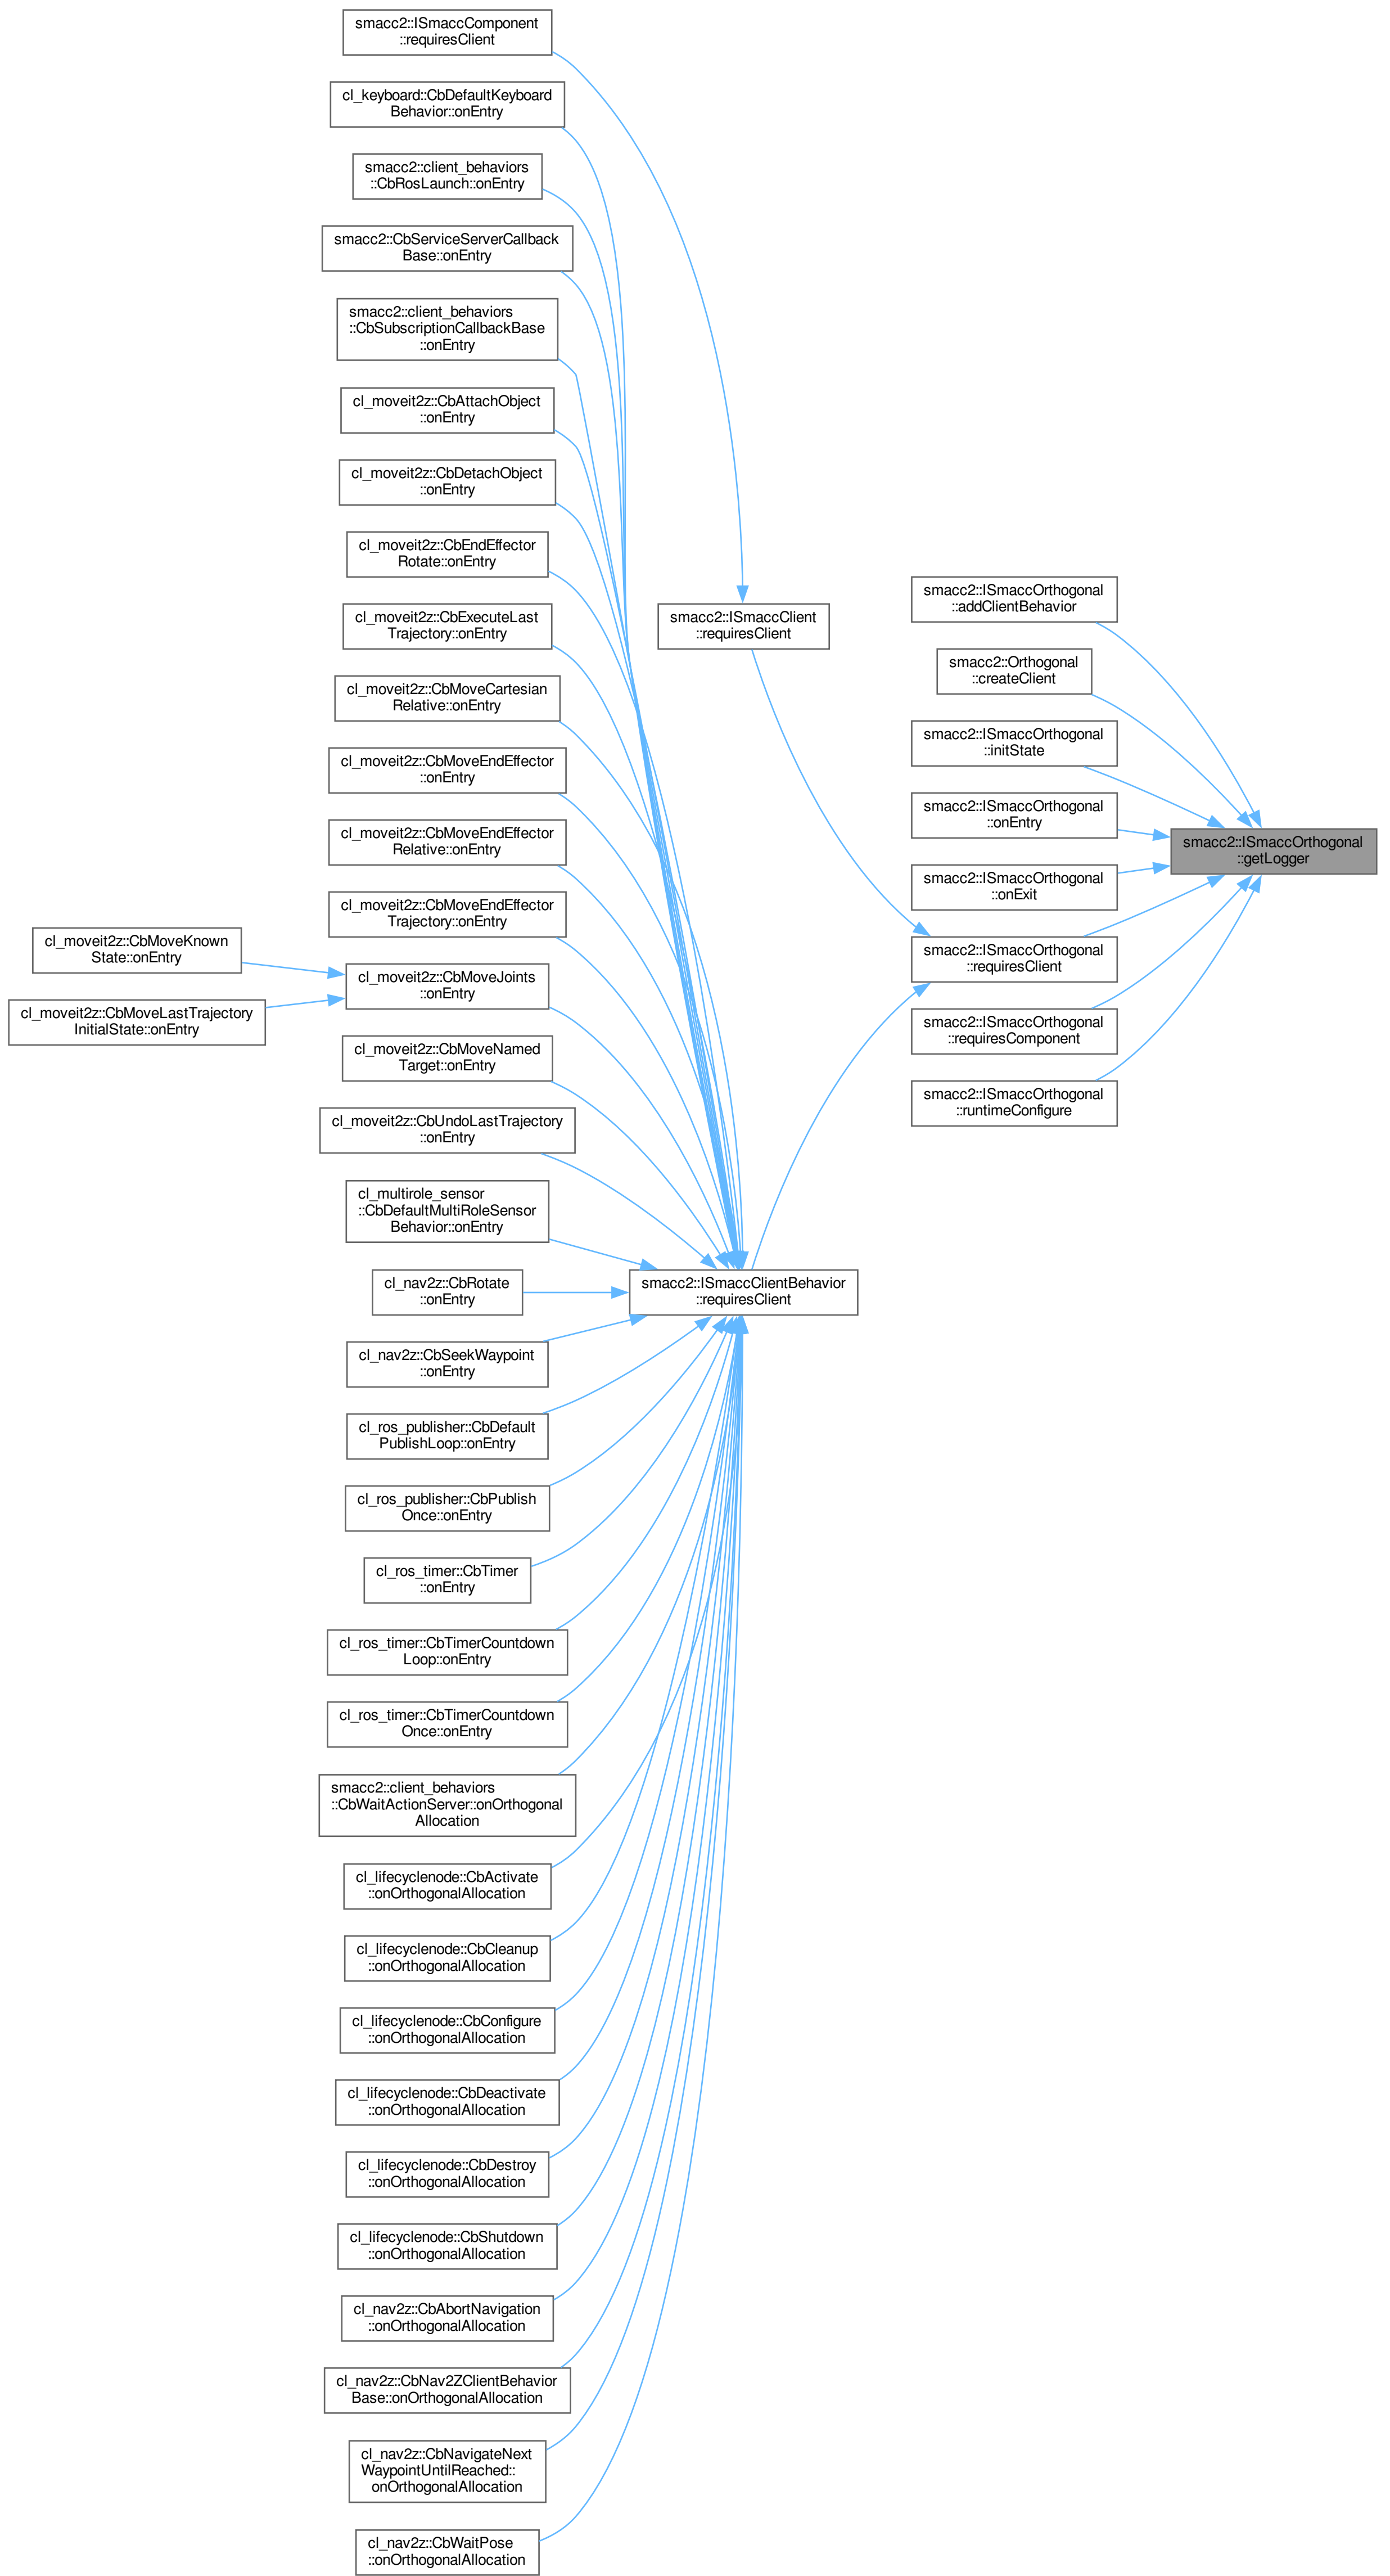 smacc2::ISmaccComponent
::requiresClient
cl_keyboard::CbDefaultKeyboard
Behavior::onEntry
smacc2::client_behaviors
::CbRosLaunch::onEntry
smacc2::CbServiceServerCallback
Base::onEntry
smacc2::client_behaviors
::CbSubscriptionCallbackBase
::onEntry
cl_moveit2z::CbAttachObject
::onEntry
cl_moveit2z::CbDetachObject
::onEntry
cl_moveit2z::CbEndEffector
Rotate::onEntry
cl_moveit2z::CbExecuteLast
Trajectory::onEntry
cl_moveit2z::CbMoveCartesian
Relative::onEntry
cl_moveit2z::CbMoveEndEffector
::onEntry
cl_moveit2z::CbMoveEndEffector
Relative::onEntry
cl_moveit2z::CbMoveEndEffector
Trajectory::onEntry
cl_moveit2z::CbMoveKnown
State::onEntry
cl_moveit2z::CbMoveLastTrajectory
InitialState::onEntry
cl_moveit2z::CbMoveJoints
::onEntry
cl_moveit2z::CbMoveNamed
Target::onEntry
cl_moveit2z::CbUndoLastTrajectory
::onEntry
cl_multirole_sensor
::CbDefaultMultiRoleSensor
Behavior::onEntry
cl_nav2z::CbRotate
::onEntry
cl_nav2z::CbSeekWaypoint
::onEntry
cl_ros_publisher::CbDefault
PublishLoop::onEntry
cl_ros_publisher::CbPublish
Once::onEntry
cl_ros_timer::CbTimer
::onEntry
cl_ros_timer::CbTimerCountdown
Loop::onEntry
cl_ros_timer::CbTimerCountdown
Once::onEntry
smacc2::client_behaviors
::CbWaitActionServer::onOrthogonal
Allocation
cl_lifecyclenode::CbActivate
::onOrthogonalAllocation
cl_lifecyclenode::CbCleanup
::onOrthogonalAllocation
cl_lifecyclenode::CbConfigure
::onOrthogonalAllocation
cl_lifecyclenode::CbDeactivate
::onOrthogonalAllocation
cl_lifecyclenode::CbDestroy
::onOrthogonalAllocation
cl_lifecyclenode::CbShutdown
::onOrthogonalAllocation
cl_nav2z::CbAbortNavigation
::onOrthogonalAllocation
cl_nav2z::CbNav2ZClientBehavior
Base::onOrthogonalAllocation
cl_nav2z::CbNavigateNext
WaypointUntilReached::
onOrthogonalAllocation
cl_nav2z::CbWaitPose
::onOrthogonalAllocation
smacc2::ISmaccClient
::requiresClient
smacc2::ISmaccClientBehavior
::requiresClient
smacc2::ISmaccOrthogonal
::addClientBehavior
smacc2::Orthogonal
::createClient
smacc2::ISmaccOrthogonal
::initState
smacc2::ISmaccOrthogonal
::onEntry
smacc2::ISmaccOrthogonal
::onExit
smacc2::ISmaccOrthogonal
::requiresClient
smacc2::ISmaccOrthogonal
::requiresComponent
smacc2::ISmaccOrthogonal
::runtimeConfigure
smacc2::ISmaccOrthogonal
::getLogger